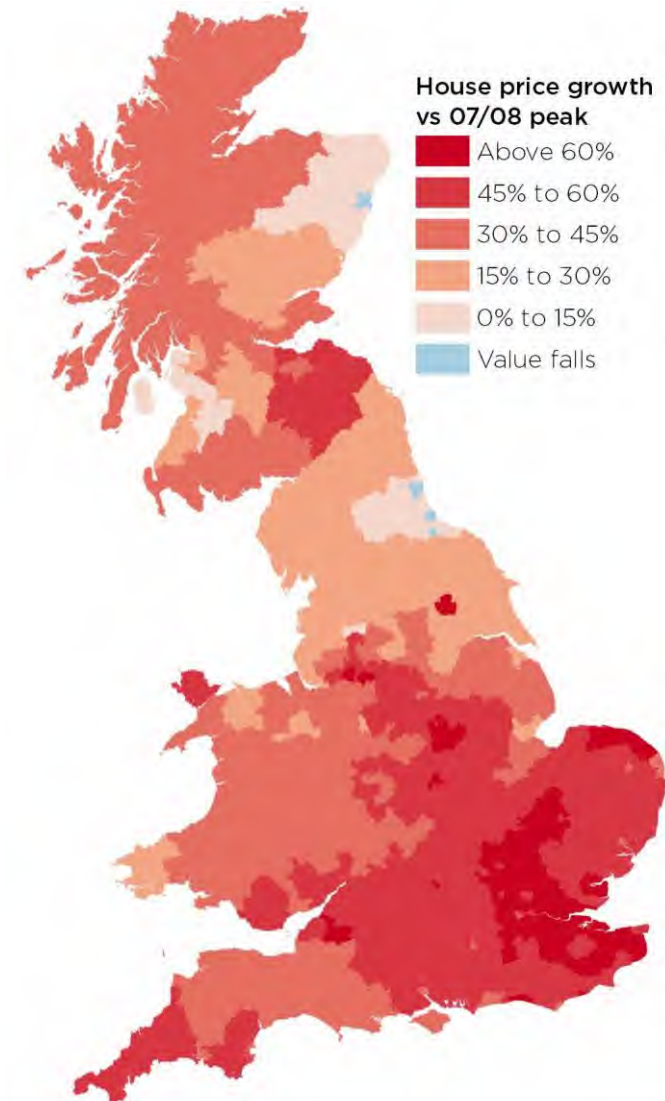 House price growth
vs 07/08 peak
Above 60%
45% to 60%
30% to 45%
15% to 30%
0% to 15%
Value falls